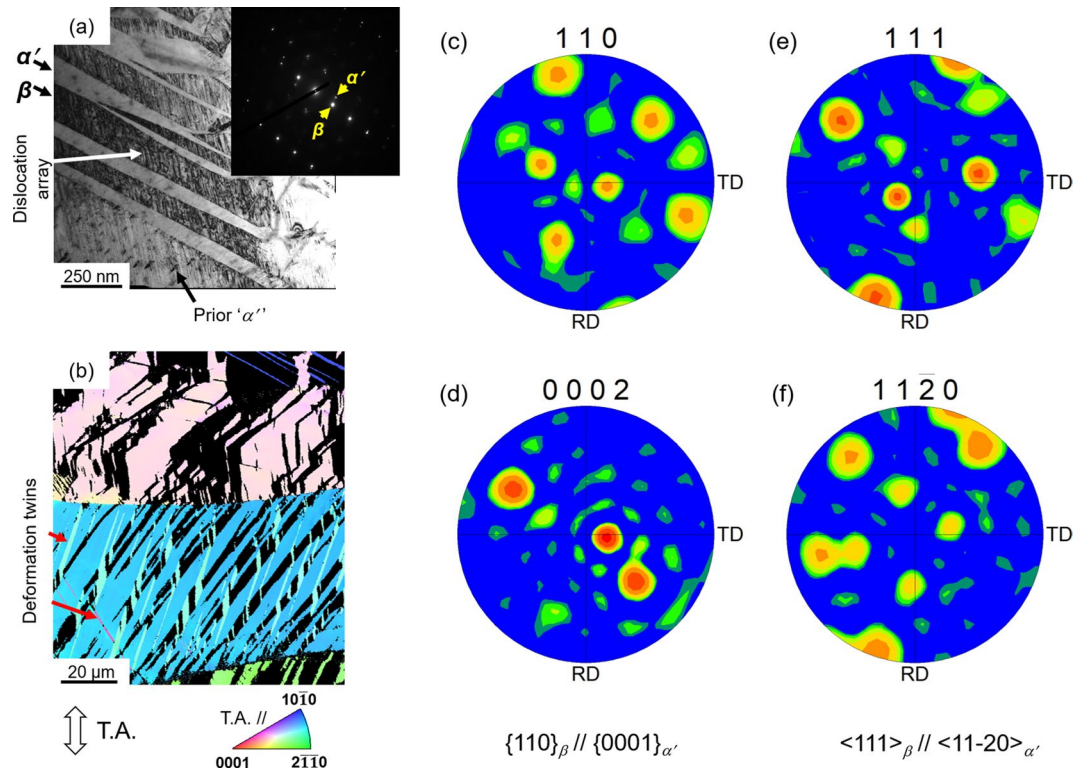 (a)
α′
β
α′
β
Dislocation
array
250 nm
Prior ‘α′’
(b)
Deformation twins
20 μm
T.A.
T.A. //
101̅0
0001
21̅1̅0
(c)
1 1 0
TD
RD
(d)
0 0 0 2
TD
RD
{110}β // {0001}α′
(e)
1 1 1
TD
RD
(f)
1 1 2̅ 0
TD
RD
<111>β // <11-20>α′